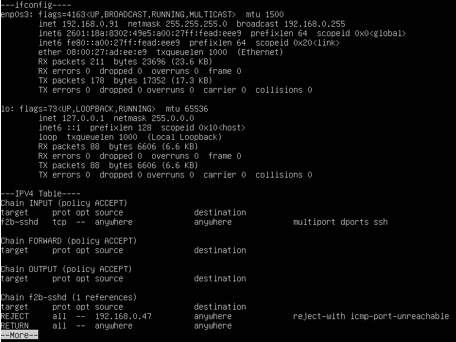 ---ifconfig----
enp0s3: flags=4163<UP,BROADCAST,RUNNING,MULTICAST>  mtu 1500
        inet 192.168.0.91  netmask 255.255.255.0  broadcast 192.168.0.255
        inet6 2601:18a:8302:49e5:a00:27ff:fead:eee9  prefixlen 64  scopeid 0x0<global>
        inet6 fe80::a00:27ff:fead:eee9  prefixlen 64  scopeid 0x20<link>
        ether 08:00:27:ad:ee:e9  txqueuelen 1000  (Ethernet)
        RX packets 211  bytes 23696 (23.6 KB)
        RX errors 0  dropped 0  overruns 0  frame 0
        TX packets 178  bytes 17352 (17.3 KB)
        TX errors 0  dropped 0 overruns 0  carrier 0  collisions 0
lo: flags=73<UP,LOOPBACK,RUNNING>  mtu 65536
        inet 127.0.0.1  netmask 255.0.0.0
        inet6 ::1  prefixlen 128  scopeid 0x10<host>
        loop  txqueuelen 1000  (Local Loopback)
        RX packets 88  bytes 6606 (6.6 KB)
        RX errors 0  dropped 0  overruns 0  frame 0
        TX packets 88  bytes 6606 (6.6 KB)
        TX errors 0  dropped 0 overruns 0  carrier 0  collisions 0
---IPV4 Table----
Chain INPUT (policy ACCEPT)
target     prot opt source               destination
f2b-sshd   tcp  --  anywhere             anywhere             multiport dports ssh
Chain FORWARD (policy ACCEPT)
target     prot opt source               destination
Chain OUTPUT (policy ACCEPT)
target     prot opt source               destination
Chain f2b-sshd (1 references)
target     prot opt source               destination
REJECT     all  --  192.168.0.47         anywhere             reject-with icmp-port-unreachable
RETURN     all  --  anywhere             anywhere
--More--